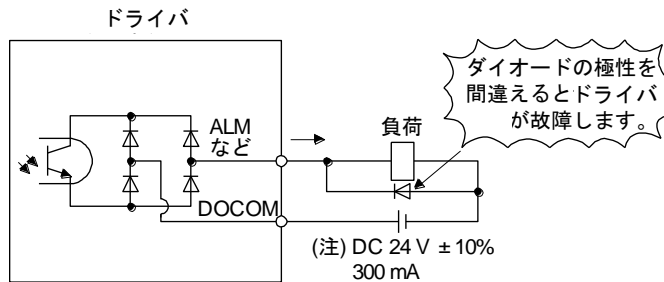 ドライバ
ダイオードの極性を
間違えるとドライバ
が故障します。
ALM
など
負荷
DOCOM
(注) DC 24 V ±10%
300 mA